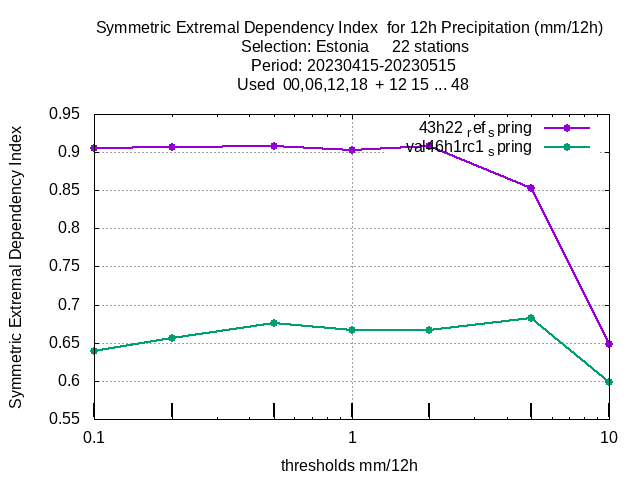 Symmetric Extremal Dependency Index  for 12h Precipitation (mm/12h)
Selection: Estonia     22 stations
Period: 20230415-20230515
Used  00,06,12,18  + 12 15 ... 48
Symmetric Extremal Dependency Index
0.95
0.9
0.85
0.8
0.75
0.7
0.65
0.6
0.55
43h22 ref spring
val46h1rc1 spring
0.1
1
10
thresholds mm/12h